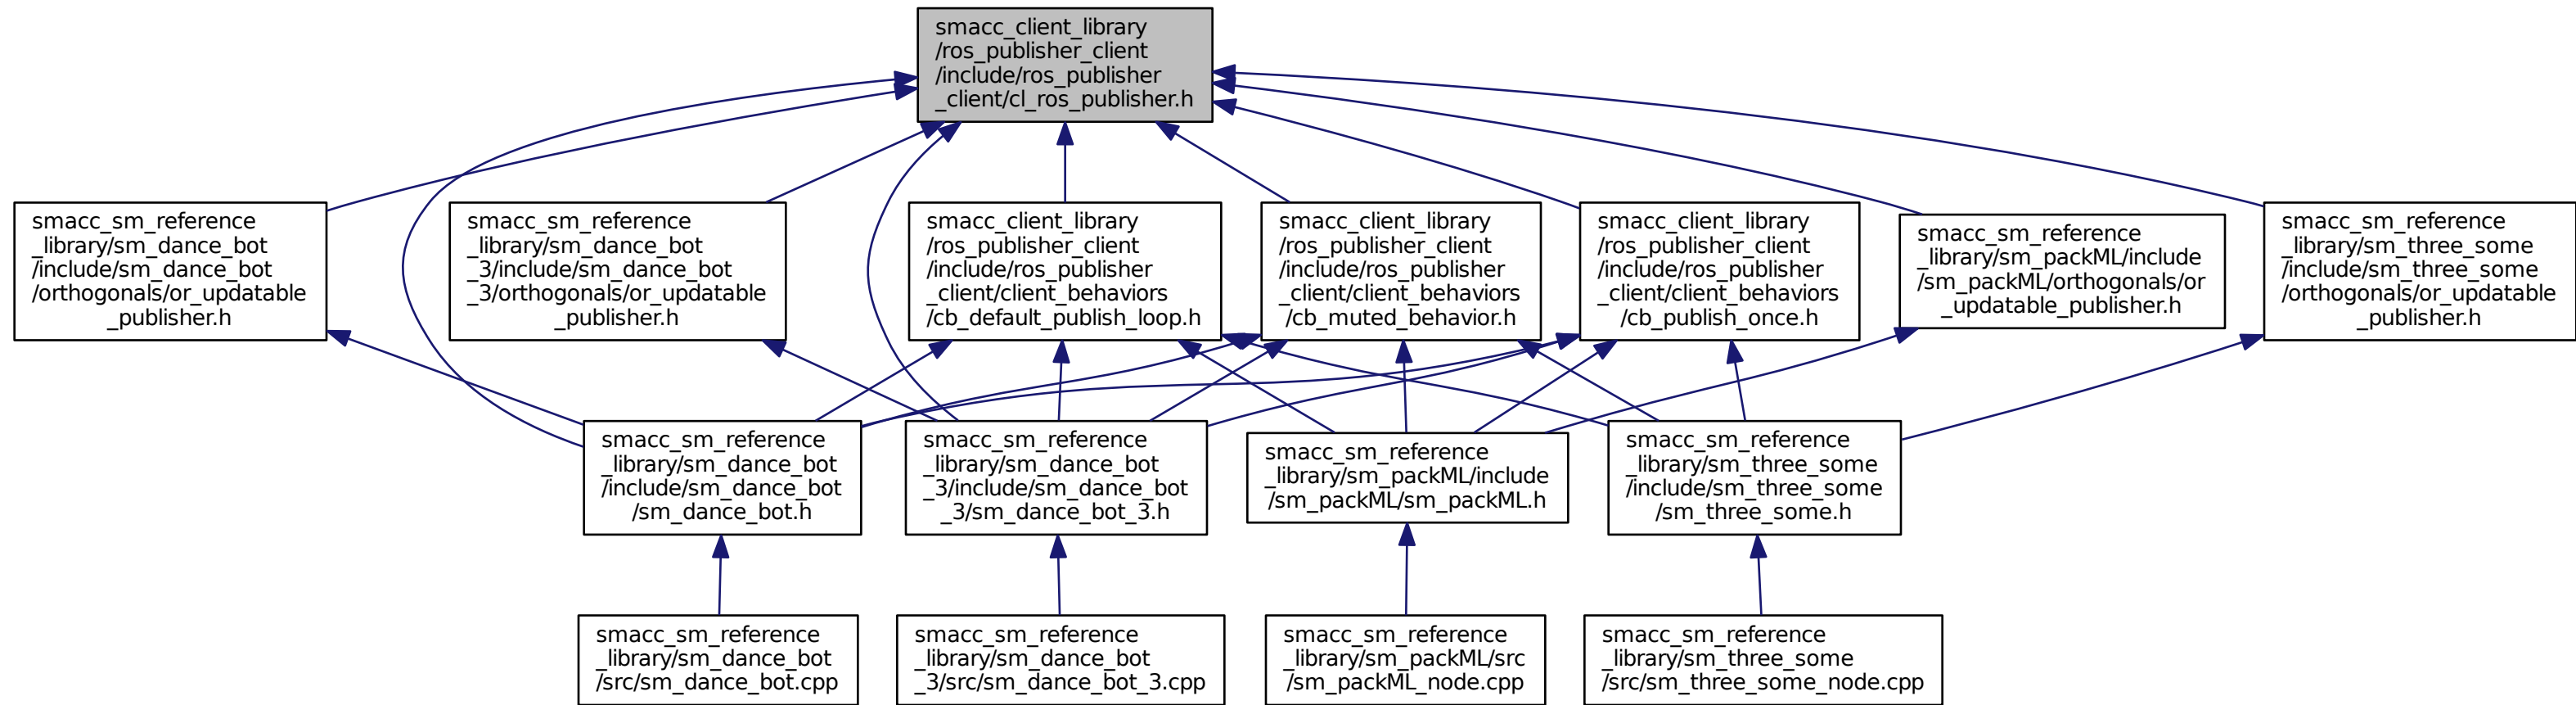 smacc_client_library
/ros_publisher_client
/include/ros_publisher
_client/cl_ros_publisher.h
smacc_sm_reference
_library/sm_dance_bot
/include/sm_dance_bot
/orthogonals/or_updatable
_publisher.h
smacc_sm_reference
_library/sm_dance_bot
_3/include/sm_dance_bot
_3/orthogonals/or_updatable
_publisher.h
smacc_client_library
/ros_publisher_client
/include/ros_publisher
_client/client_behaviors
/cb_default_publish_loop.h
smacc_client_library
/ros_publisher_client
/include/ros_publisher
_client/client_behaviors
/cb_muted_behavior.h
smacc_client_library
/ros_publisher_client
/include/ros_publisher
_client/client_behaviors
/cb_publish_once.h
smacc_sm_reference
_library/sm_packML/include
/sm_packML/orthogonals/or
_updatable_publisher.h
smacc_sm_reference
_library/sm_three_some
/include/sm_three_some
/orthogonals/or_updatable
_publisher.h
smacc_sm_reference
_library/sm_dance_bot
/include/sm_dance_bot
/sm_dance_bot.h
smacc_sm_reference
_library/sm_dance_bot
_3/include/sm_dance_bot
_3/sm_dance_bot_3.h
smacc_sm_reference
_library/sm_packML/include
/sm_packML/sm_packML.h
smacc_sm_reference
_library/sm_three_some
/include/sm_three_some
/sm_three_some.h
smacc_sm_reference
_library/sm_dance_bot
/src/sm_dance_bot.cpp
smacc_sm_reference
_library/sm_dance_bot
_3/src/sm_dance_bot_3.cpp
smacc_sm_reference
_library/sm_packML/src
/sm_packML_node.cpp
smacc_sm_reference
_library/sm_three_some
/src/sm_three_some_node.cpp